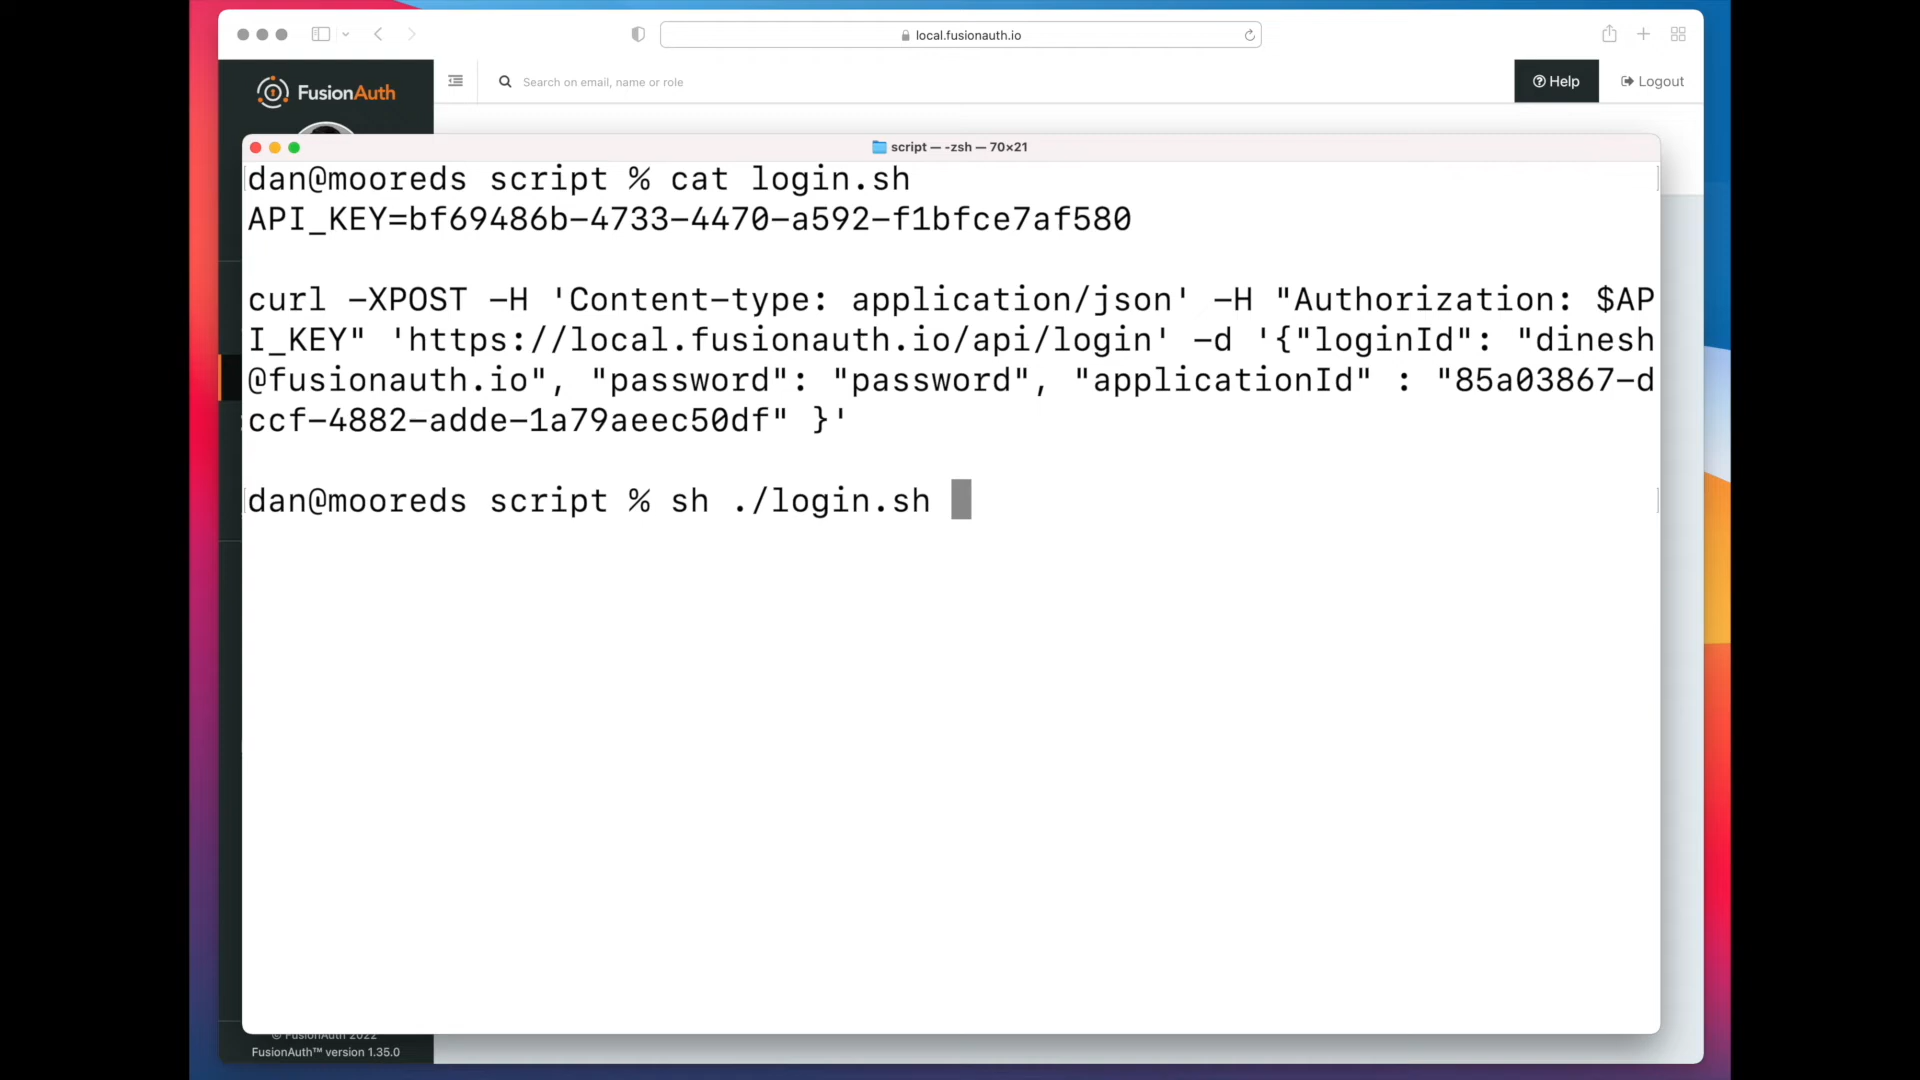 local.fusionauth.io
FusionAuth
Search on email, name or role
Help
Logout
script — -zsh — 70×21
dan@mooreds script % cat login.sh
API_KEY=bf69486b-4733-4470-a592-f1bfce7af580
curl -XPOST -H 'Content-type: application/json' -H "Authorization: $AP
I_KEY" 'https://local.fusionauth.io/api/login' -d '{"loginId": "dinesh
@fusionauth.io", "password": "password", "applicationId" : "85a03867-d
ccf-4882-adde-1a79aeec50df" }'
dan@mooreds script % sh ./login.sh
© FusionAuth 2022
FusionAuth™ version 1.35.0